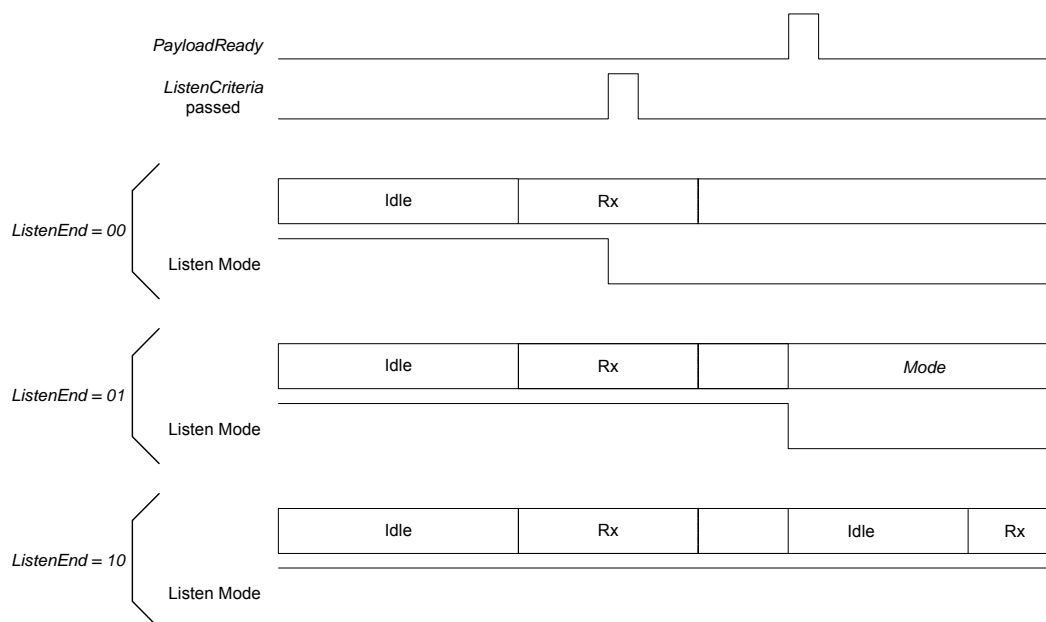 PayloadReady
ListenCriteria
passed
Idle Rx
ListenEnd = 00
Listen Mode
Idle Rx Mode
ListenEnd = 01
Listen Mode
Idle Rx Idle Rx
ListenEnd = 10
Listen Mode